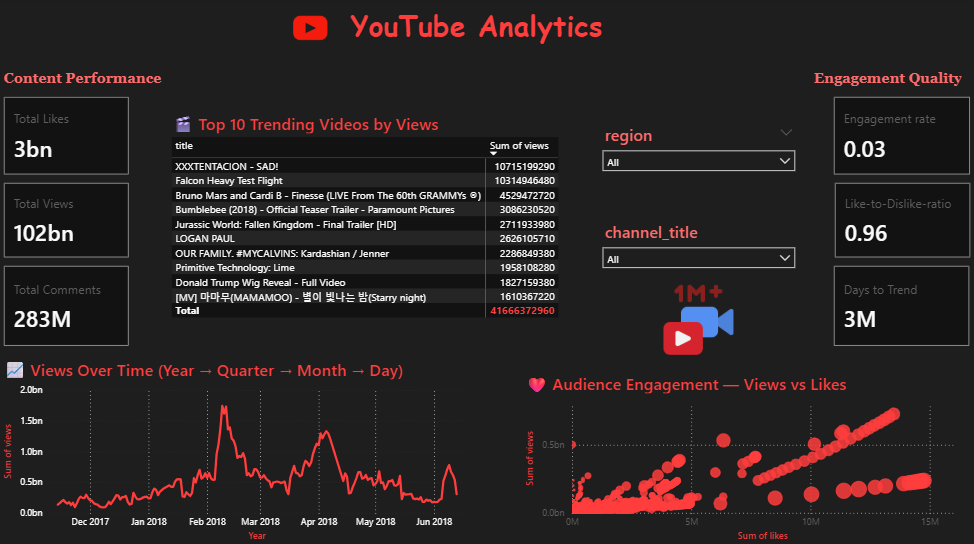 YouTube Analytics
Content Performance
Engagement Quality
Total Likes
3bn
Total Views
102bn
Total Comments
283M
Top 10 Trending Videos by Views
title Sum of views
XXXTENTACION - SAD! 10715199290
Falcon Heavy Test Flight 10314946480
Bruno Mars and Cardi B - Finesse (LIVE From The 60th GRAMMYs ®) 4529472720
Bumblebee (2018) - Official Teaser Trailer - Paramount Pictures 3086230520
Jurassic World: Fallen Kingdom - Final Trailer [HD] 2711933980
LOGAN PAUL 2626105710
OUR FAMILY. #MYCALVINS: Kardashian / Jenner 2286849380
Primitive Technology: Lime 1958108280
Donald Trump Wig Reveal - Full Video 1827159380
[MV] 마마무(MAMAMOO) - 별이 빛나는 밤(Starry night) 1610367220
Total 41666372960
region
All
channel_title
All
1M+
Engagement rate
0.03
Like-to-Dislike-ratio
0.96
Days to Trend
3M
Views Over Time (Year → Quarter → Month → Day)
Sum of views
2.0bn
1.5bn
1.0bn
0.5bn
0.0bn
Dec 2017 Jan 2018 Feb 2018 Mar 2018 Apr 2018 May 2018 Jun 2018
Year
Audience Engagement — Views vs Likes
Sum of views
0.5bn
0.0bn
0M 5M 10M 15M
Sum of likes